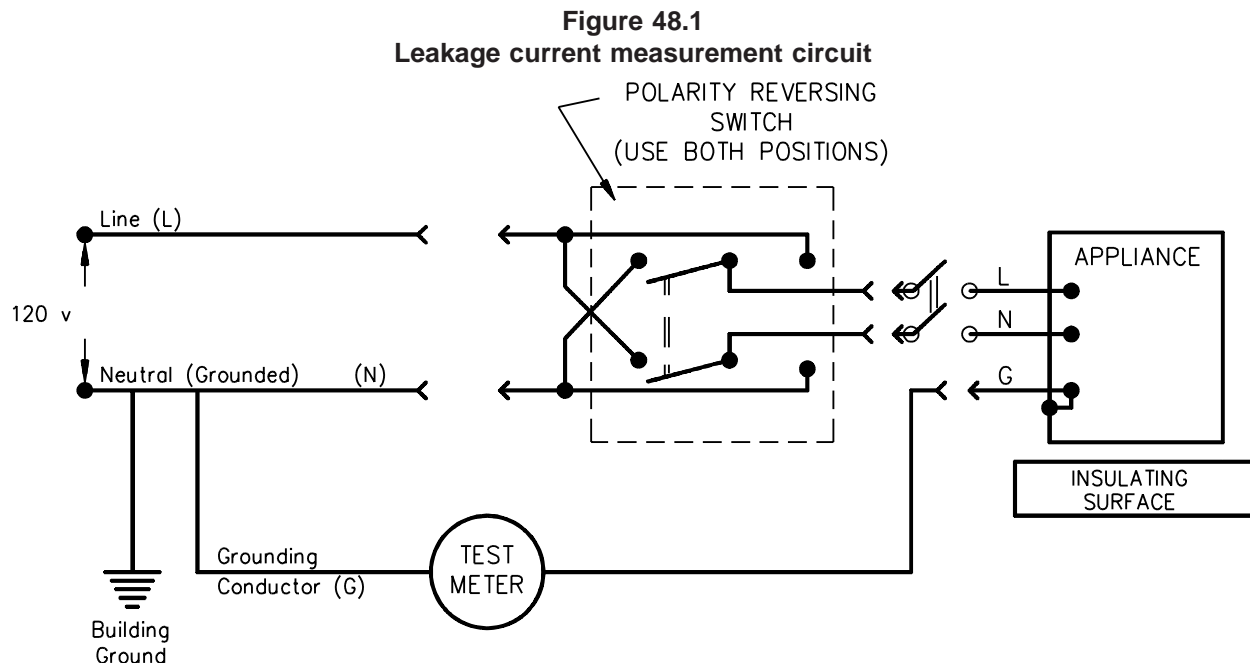 Figure 48.1
Leakage current measurement circuit
POLARITY REVERSING
SWITCH
(USE BOTH POSITIONS)
Line (L)
120 v
Neutral (Grounded) (N)
L
N
G
APPLIANCE
INSULATING
SURFACE
Grounding
Conductor (G)
TEST
METER
Building
Ground